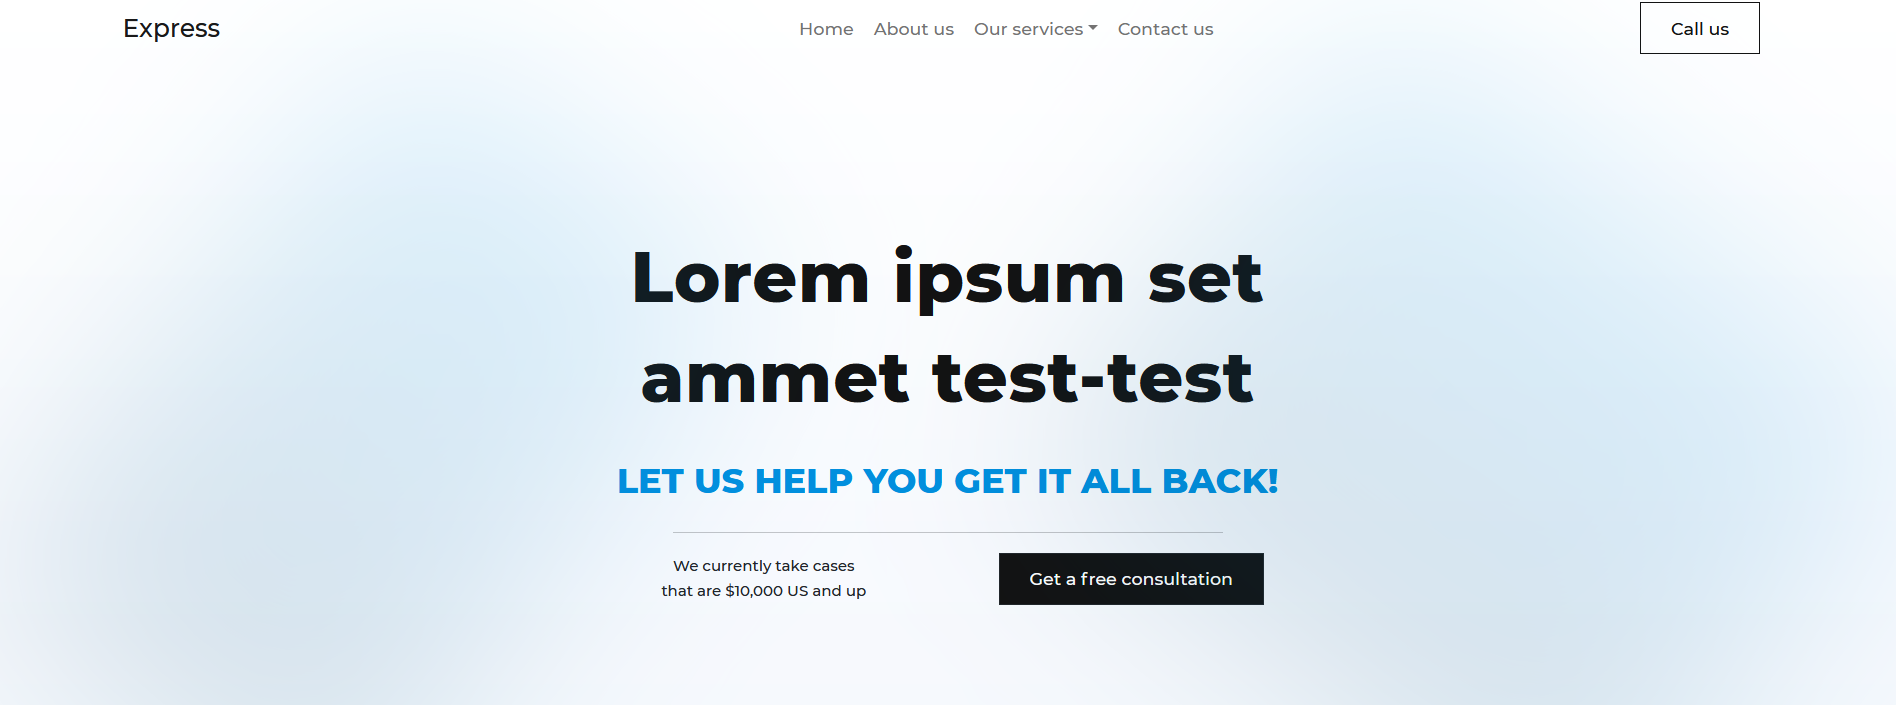 Express
Home About us Our services Contact us
Call us
Lorem ipsum set
ammet test-test
LET US HELP YOU GET IT ALL BACK!
We currently take cases
that are $10,000 US and up
Get a free consultation